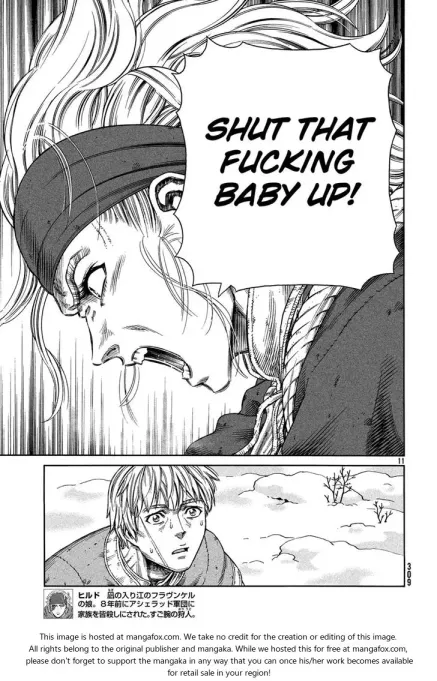 SHUT THAT
FUCKING
BABY UP!
11
309
ヒルド 凪の入り江のフラヴンケル
の娘。8年前にアシェラッド軍団に
家族を皆殺しにされた。すご腕の狩人。
This image is hosted at mangafox.com. We take no credit for the creation or editing of this image.
All rights belong to the original publisher and mangaka. While we hosted this for free at mangafox.com,
please don't forget to support the mangaka in any way that you can once his/her work becomes available
for retail sale in your region!